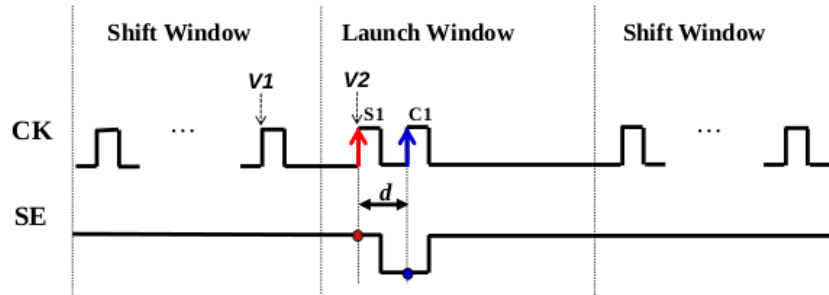 Shift Window Launch Window Shift Window
V1 V2
S1 C1
CK ... ...
d
SE